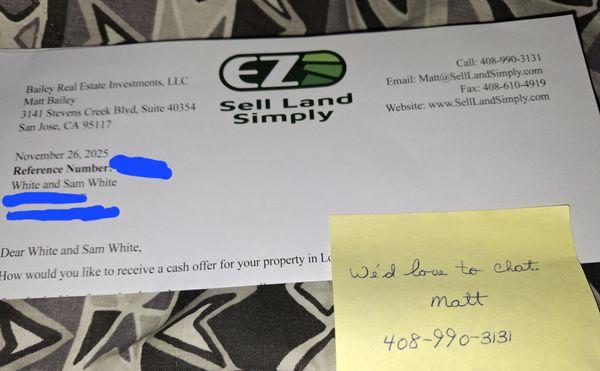 Bailey Real Estate Investments, LLC
Matt Bailey
3141 Stevens Creek Blvd, Suite 40354
San Jose, CA 95117
EZ
Sell Land
Simply
Call: 408-990-3131
Email: Matt@SellLandSimply.com
Fax: 408-610-4919
Website: www.SellLandSimply.com
November 26, 2025
Reference Number:
White and Sam White
Dear White and Sam White,
How would you like to receive a cash offer for your property in
We'd love to chat.
Matt
408-990-3131